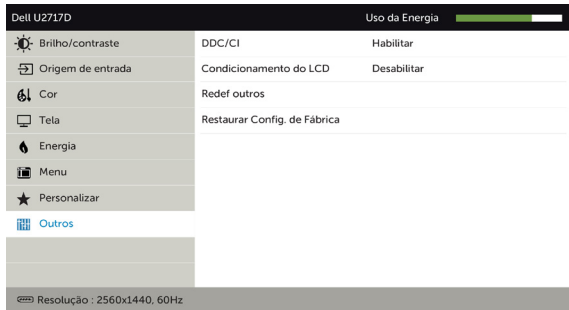 Dell U2717D Uso da Energia
Brilho/contraste DDC/CI Habilitar
Origem de entrada Condicionamento do LCD Desabilitar
Cor Redef outros
Tela Restaurar Config. de Fábrica
Energia
Menu
Personalizar
Outros
Resolução : 2560x1440, 60Hz